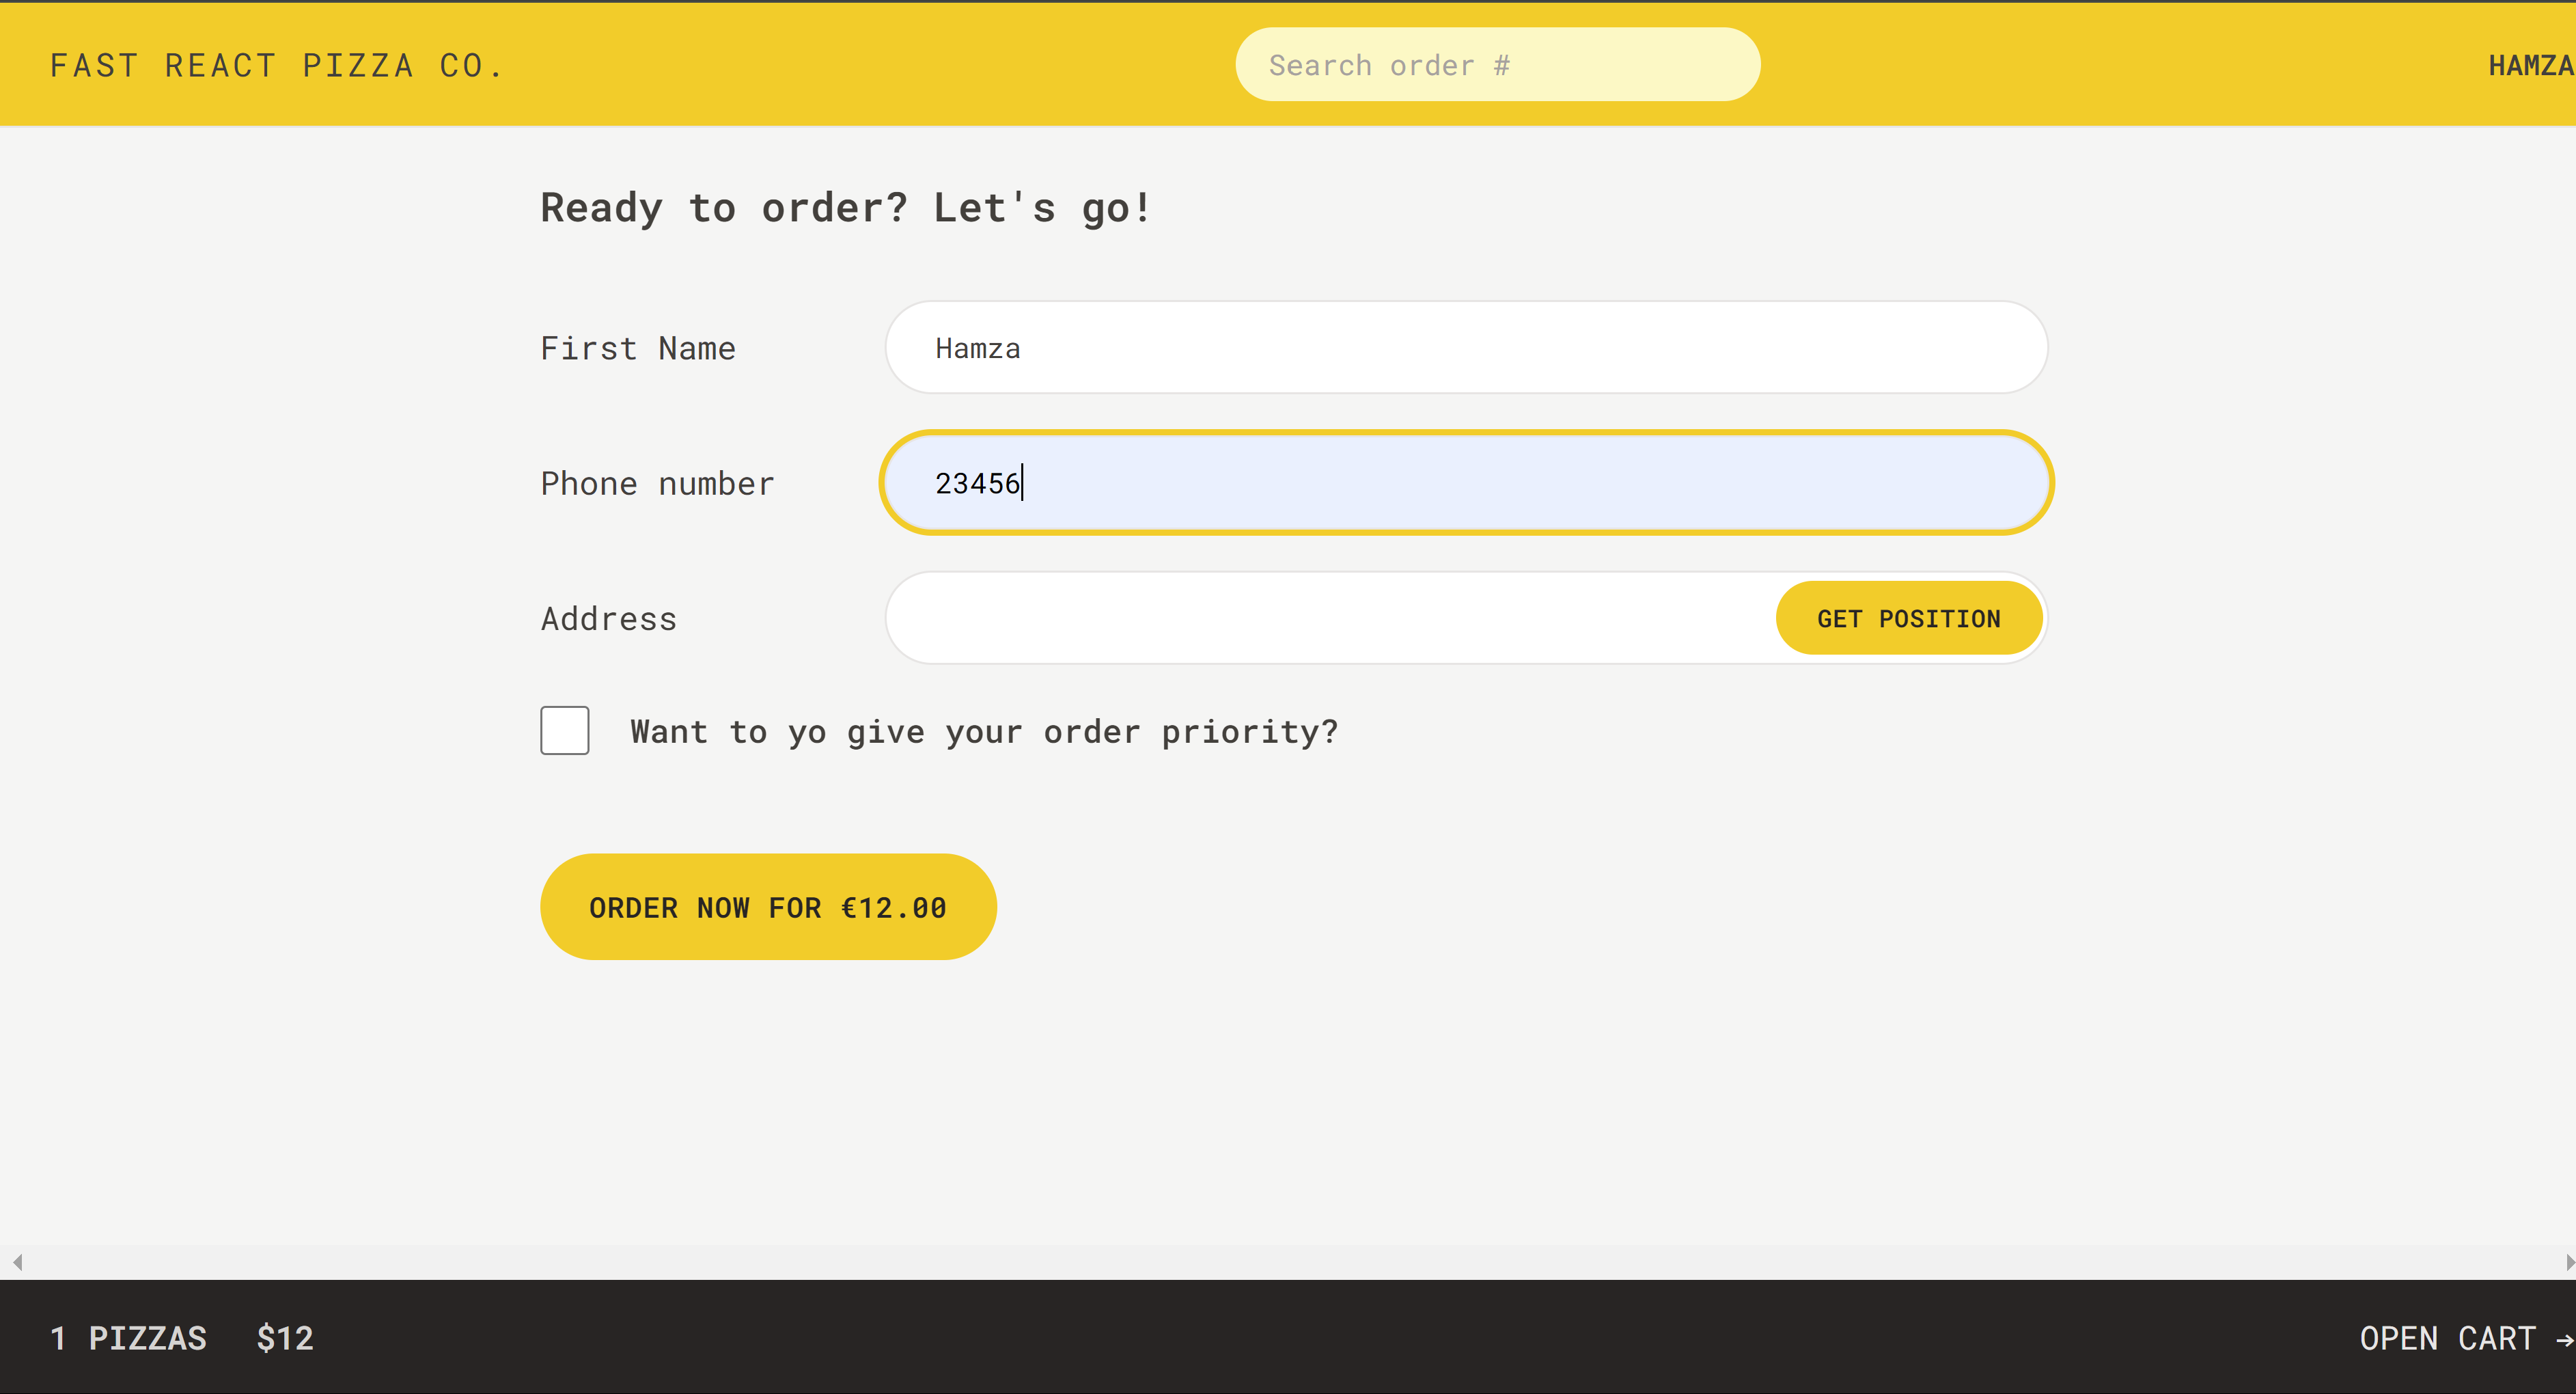 FAST REACT PIZZA CO.
Search order #
HAMZA
Ready to order? Let's go!
First Name
Hamza
Phone number
23456
Address
GET POSITION
Want to yo give your order priority?
ORDER NOW FOR €12.00
1 PIZZAS $12
OPEN CART →